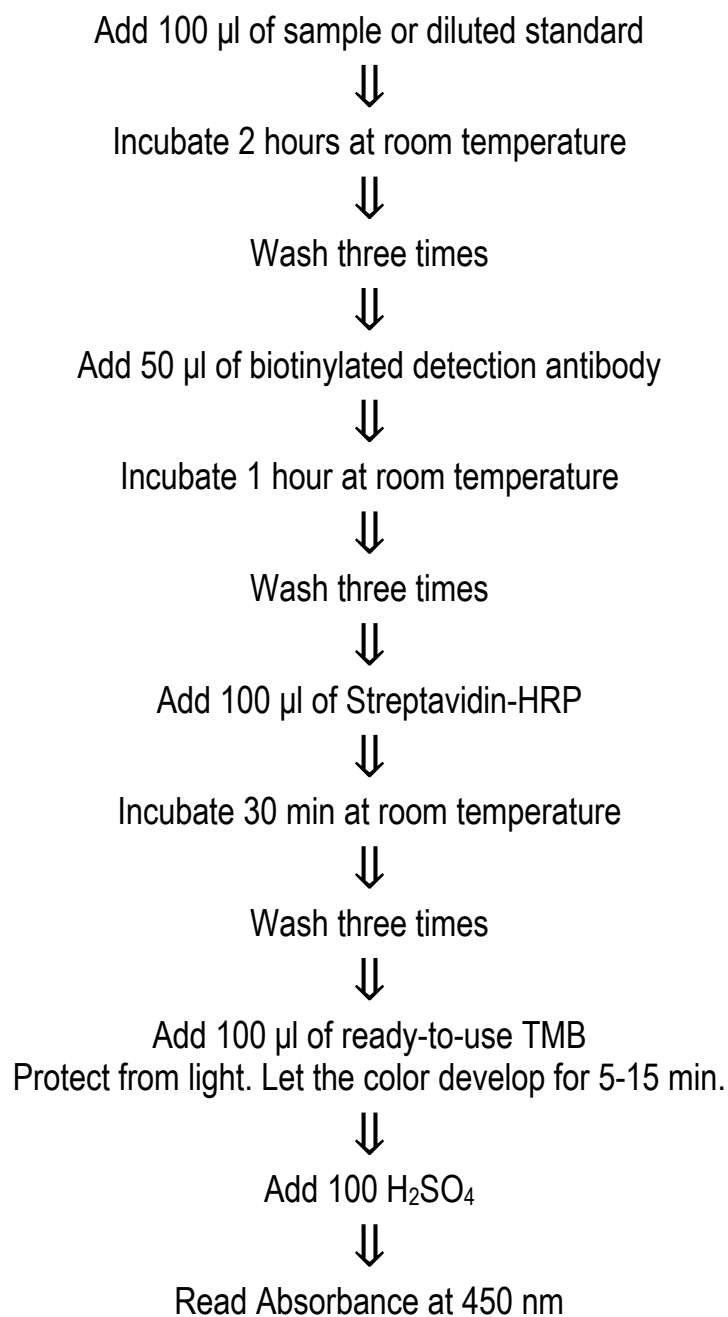 Add 100 µl of sample or diluted standard
⇓
Incubate 2 hours at room temperature
⇓
Wash three times
⇓
Add 50 µl of biotinylated detection antibody
⇓
Incubate 1 hour at room temperature
⇓
Wash three times
⇓
Add 100 µl of Streptavidin-HRP
⇓
Incubate 30 min at room temperature
⇓
Wash three times
⇓
Add 100 µl of ready-to-use TMB
Protect from light. Let the color develop for 5-15 min.
⇓
Add 100 H₂SO₄
⇓
Read Absorbance at 450 nm